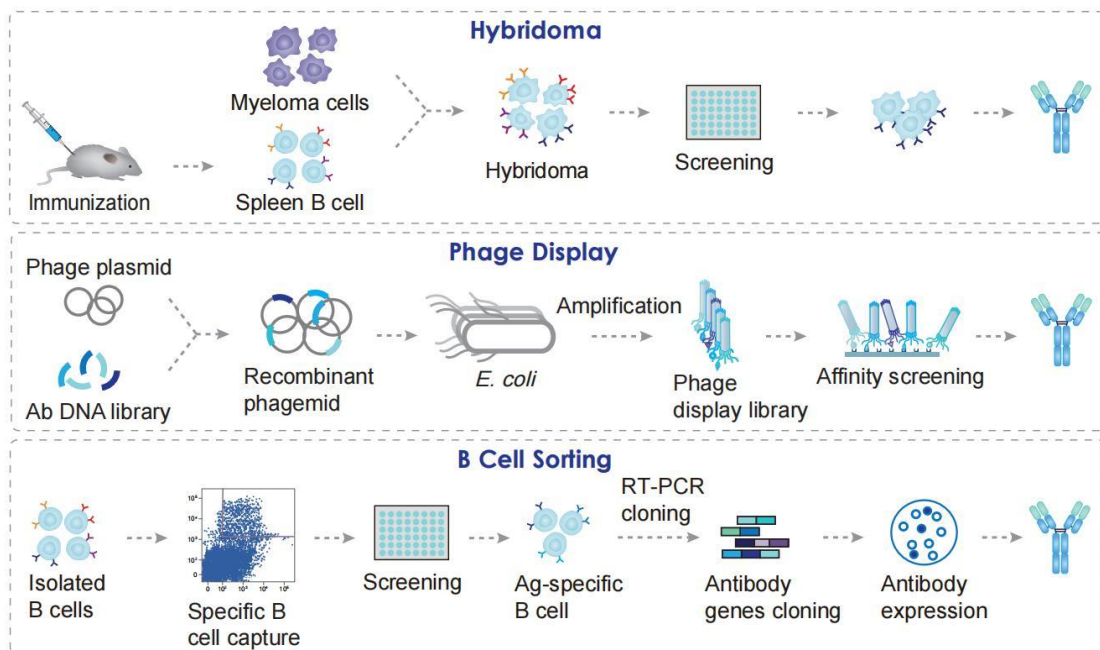 Hybridoma
Myeloma cells
Immunization
Spleen B cell
Hybridoma
Screening
Phage Display
Phage plasmid
Ab DNA library
Recombinant
phagemid
E. coli
Amplification
Phage
display library
Affinity screening
B Cell Sorting
Isolated
B cells
Specific B
cell capture
Screening
Ag-specific
B cell
RT-PCR
cloning
Antibody
genes cloning
Antibody
expression